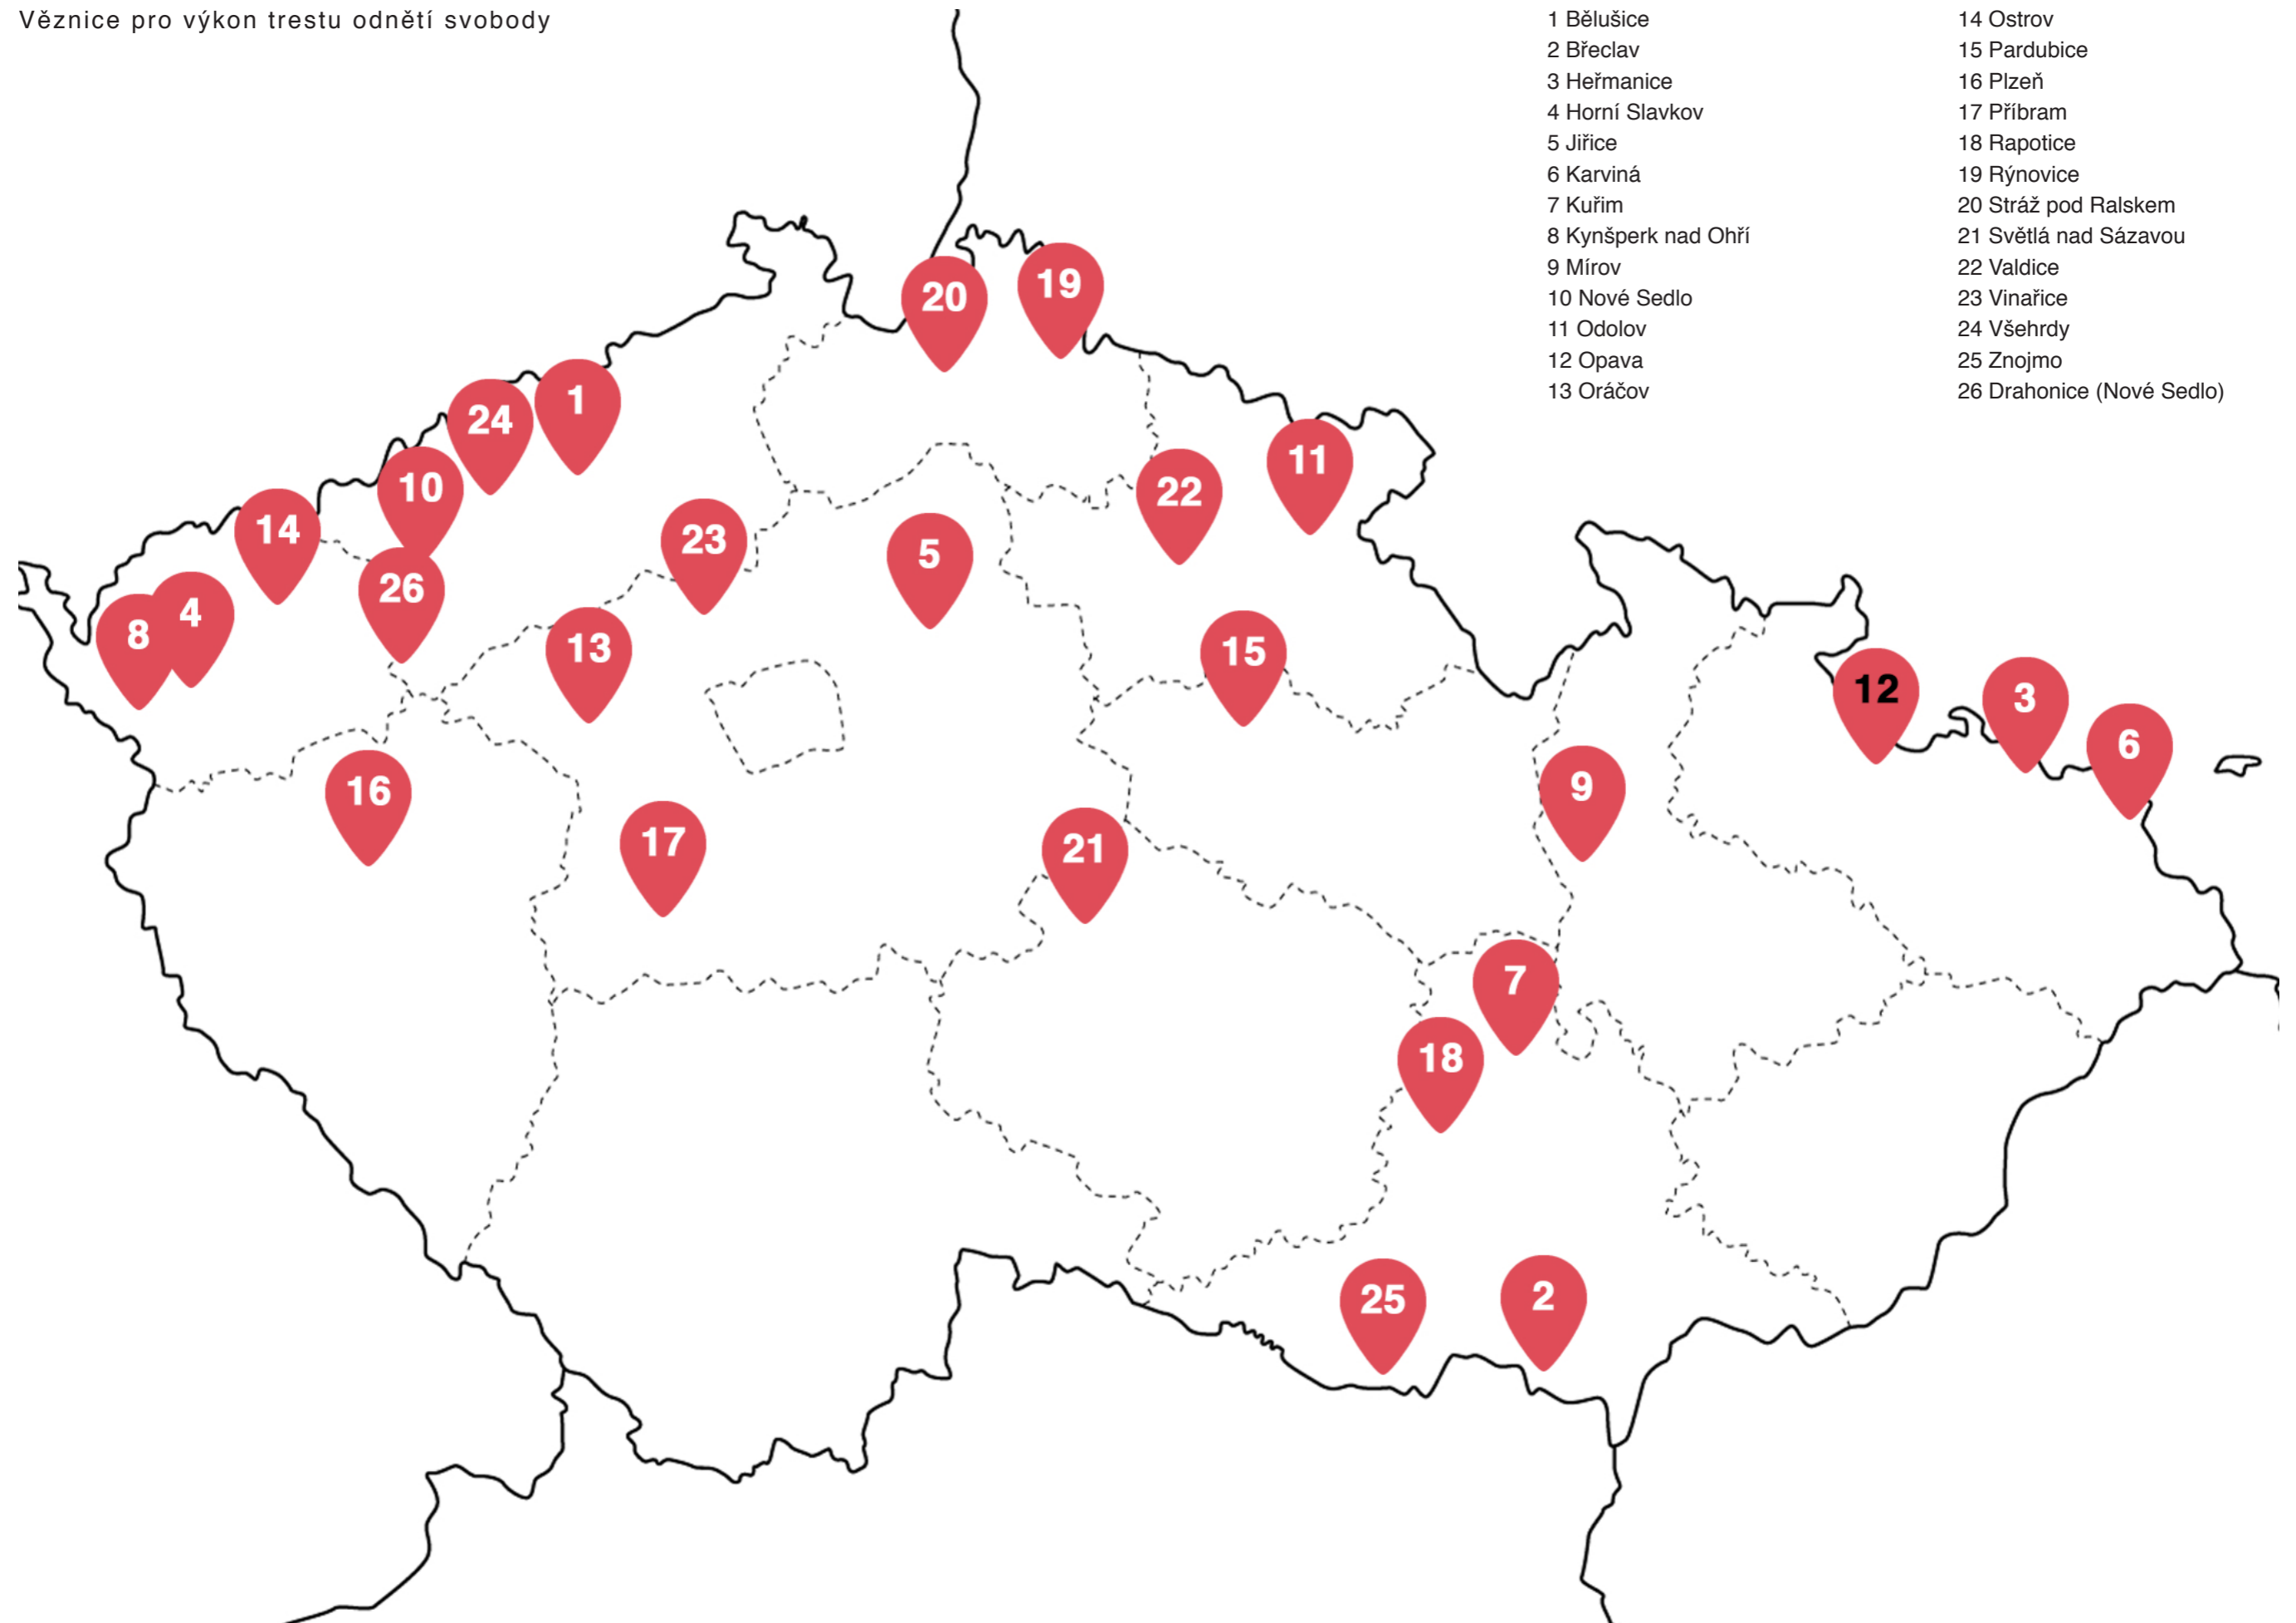 Věznice pro výkon trestu odnětí svobody
1 Bělušice
2 Břeclav
3 Heřmanice
4 Horní Slavkov
5 Jiřice
6 Karviná
7 Kuřim
8 Kynšperk nad Ohří
9 Mírov
10 Nové Sedlo
11 Odolov
12 Opava
13 Oráčov
14 Ostrov
15 Pardubice
16 Plzeň
17 Příbram
18 Rapotice
19 Rýnovice
20 Stráž pod Ralskem
21 Světlá nad Sázavou
22 Valdice
23 Vinařice
24 Všehrdy
25 Znojmo
26 Drahonice (Nové Sedlo)
20
19
1
24
11
10
22
14
23
5
26
4
8
13
15
12
3
6
9
16
17
21
7
18
25
2